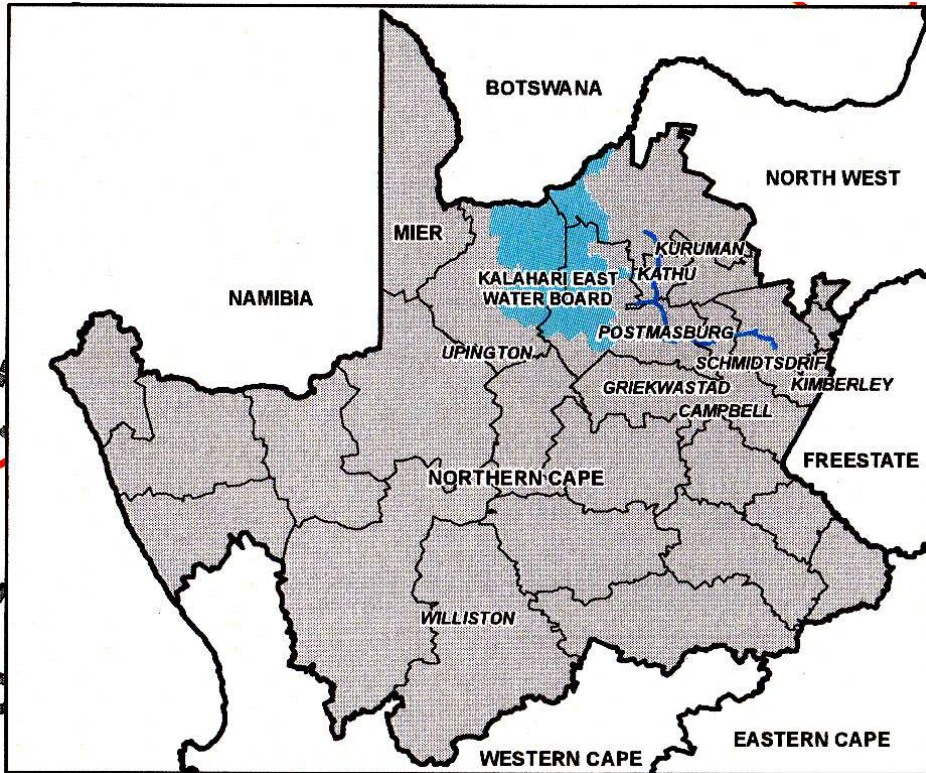 BOTSWANA
NORTH WEST
MIER
KURUMAN
KALAHARI EAST
WATER BOARD
KATHU
NAMIBIA
POSTMASBURG
UPINGTON
SCHMIDTSDRIF
GRIEKWASTAD
KIMBERLEY
CAMPBELL
FREESTATE
NORTHERN CAPE
WILLISTON
EASTERN CAPE
WESTERN CAPE